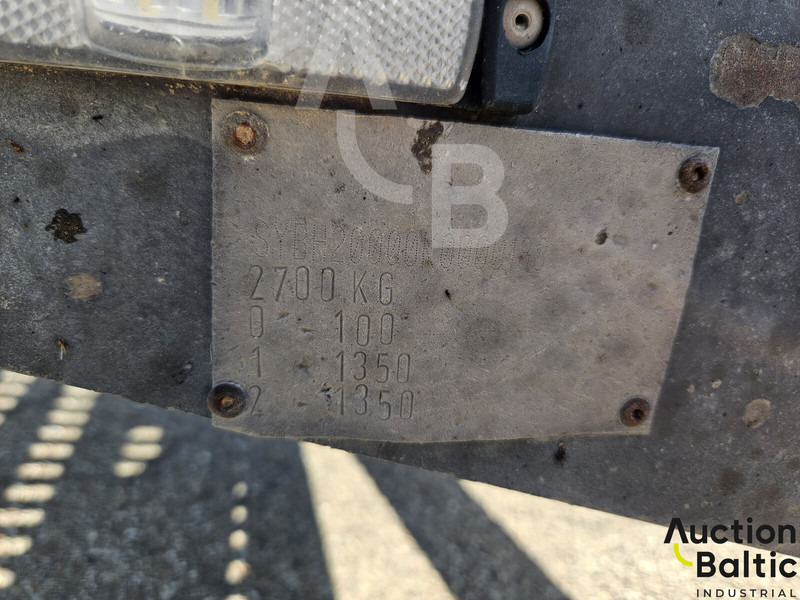 2700 KG
0 - 100
1 - 1350
2 - 1350
B
Auction
Baltic
INDUSTRIAL